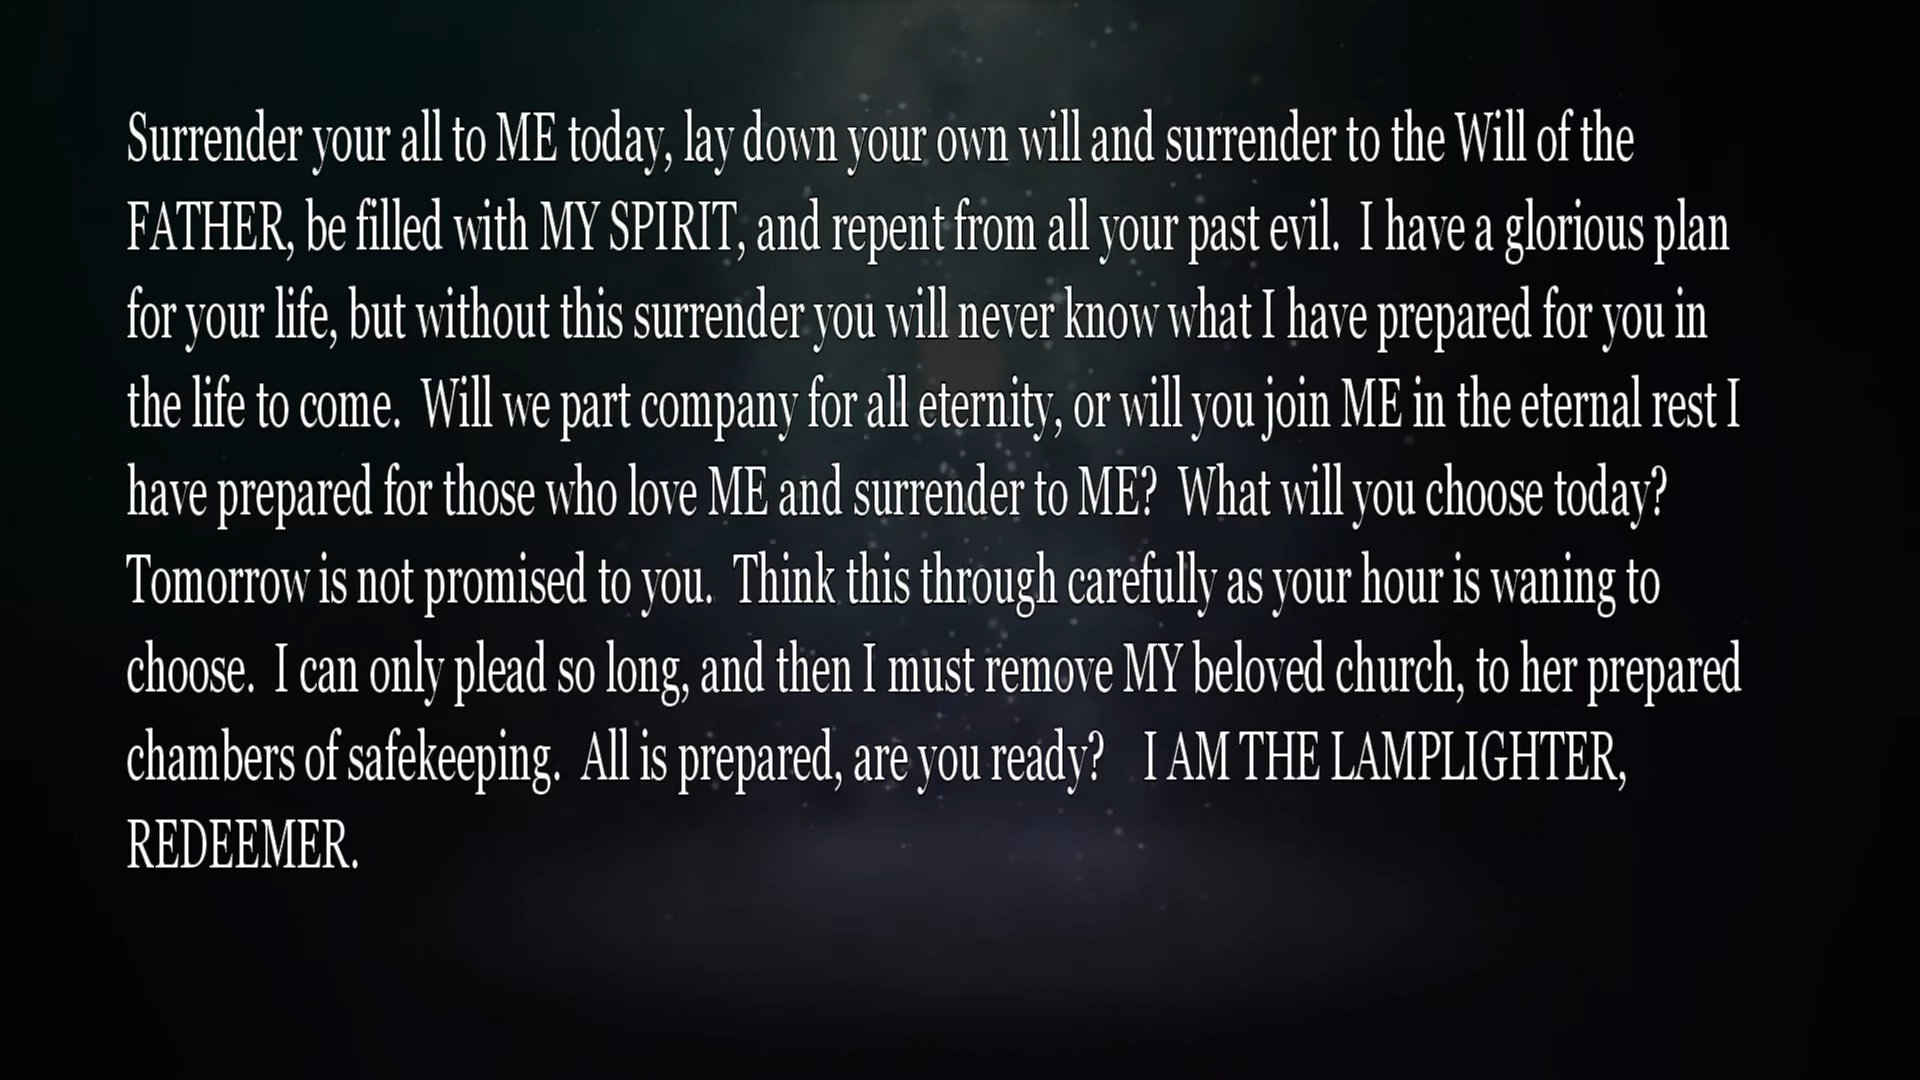 Surrender your all to ME today, lay down your own will and surrender to the Will of the
FATHER, be filled with MY SPIRIT, and repent from all your past evil.  I have a glorious plan
for your life, but without this surrender you will never know what I have prepared for you in
the life to come.  Will we part company for all eternity, or will you join ME in the eternal rest I
have prepared for those who love ME and surrender to ME?  What will you choose today?
Tomorrow is not promised to you.  Think this through carefully as your hour is waning to
choose.  I can only plead so long, and then I must remove MY beloved church, to her prepared
chambers of safekeeping.  All is prepared, are you ready?    I AM THE LAMPLIGHTER,
REDEEMER.